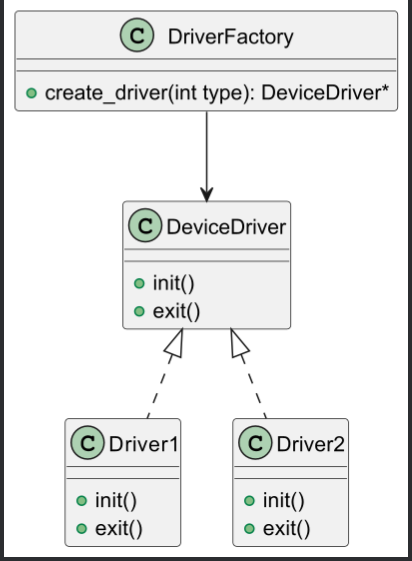 C DriverFactory
create_driver(int type): DeviceDriver*
C DeviceDriver
init()
exit()
C Driver1
init()
exit()
C Driver2
init()
exit()